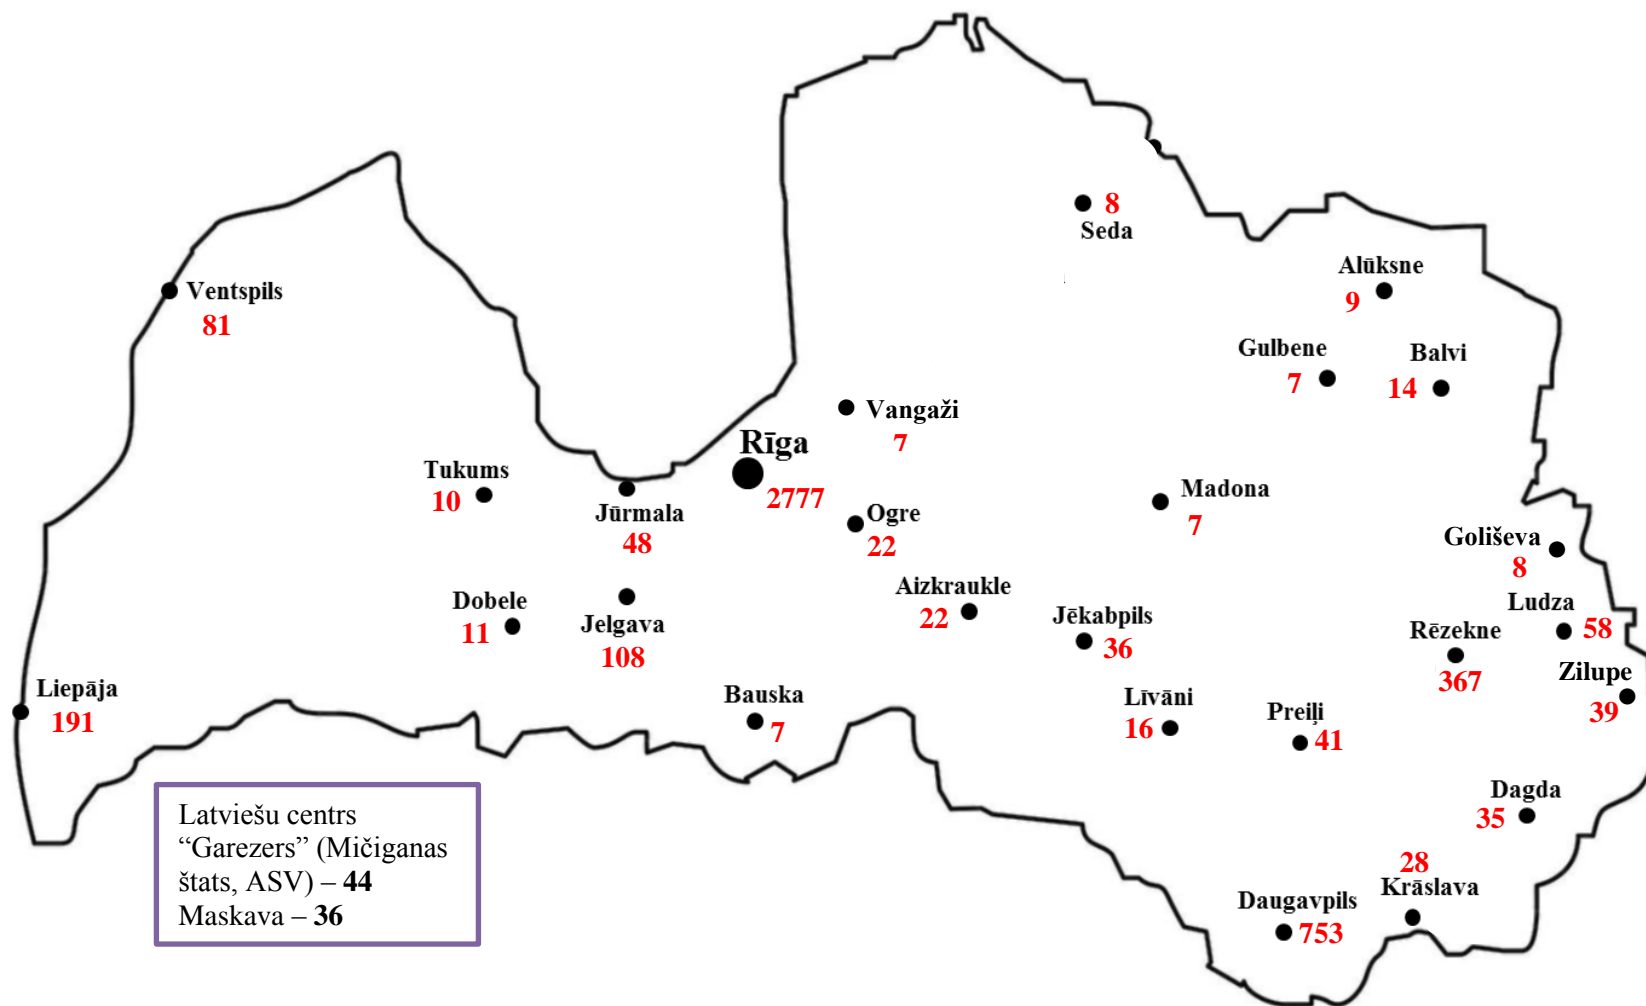 8
Seda
Alūksne
9
Ventspils
81
Gulbene
7
Balvi
14
Vangaži
7
Rīga
2777
Tukums
10
Jūrmala
48
Ogre
22
Madona
7
Goliševa
8
Aizkraukle
22
Dobele
11
Jelgava
108
Jēkabpils
36
Ludza
58
Rēzekne
367
Zilupe
39
Liepāja
191
Bauska
7
Līvāni
16
Preiļi
41
Dagda
35
28
Krāslava
Daugavpils
753
Latviešu centrs
“Garezers” (Mičiganas
štats, ASV) – 44
Maskava – 36